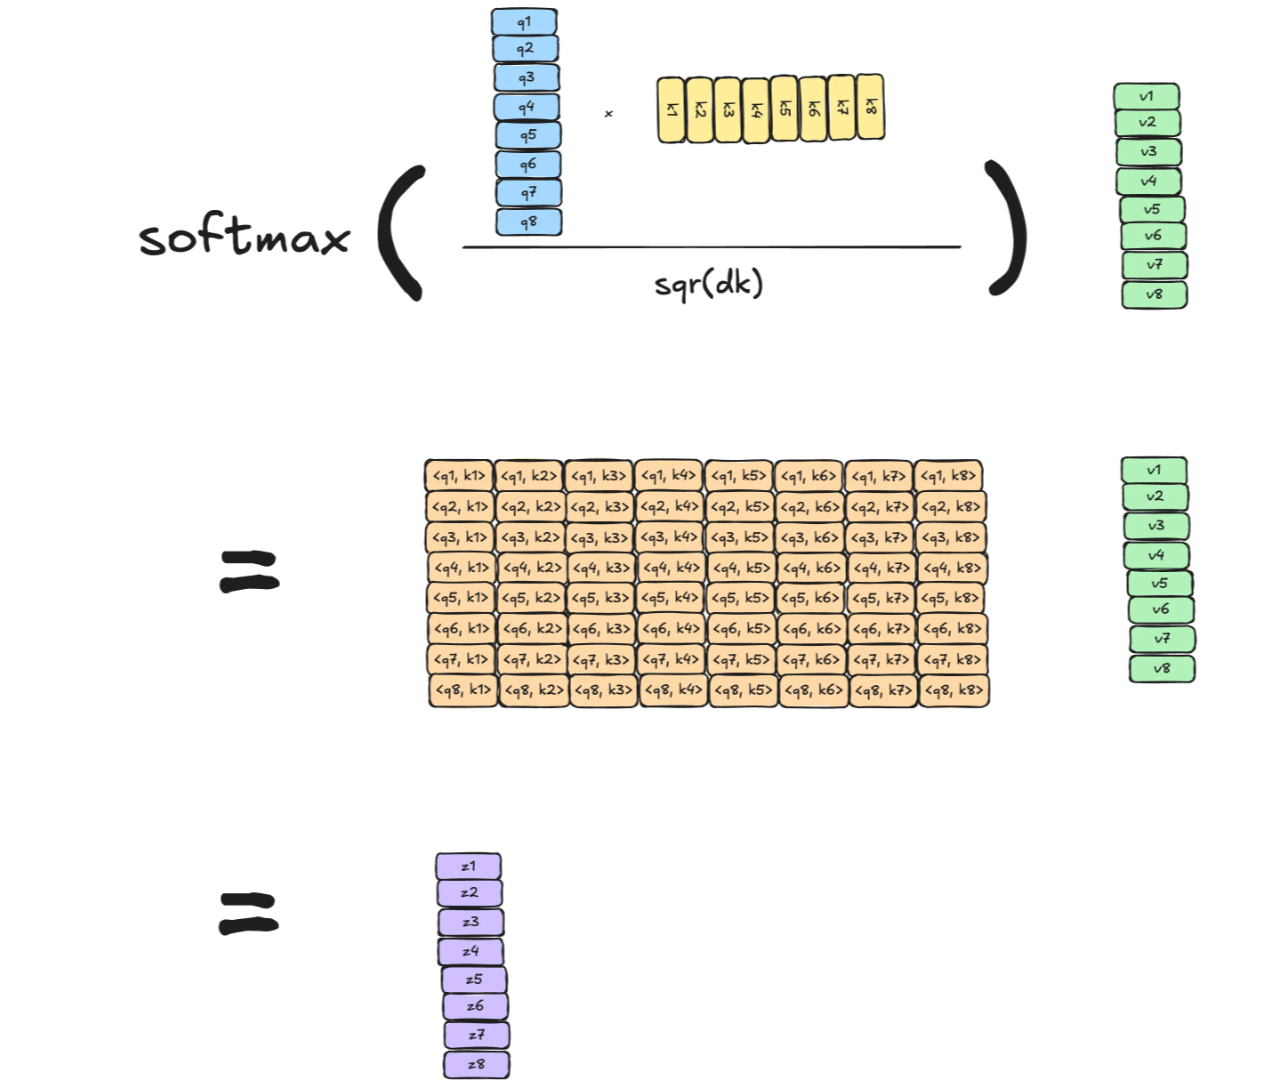 q1
q2
q3
q4
q5
q6
q7
q8
x
k1 k2 k3 k4 k5 k6 k7 k8
softmax (
)
sqr(dk)
v1
v2
v3
v4
v5
v6
v7
v8
=
<q1, k1> <q1, k2> <q1, k3> <q1, k4> <q1, k5> <q1, k6> <q1, k7> <q1, k8>
<q2, k1> <q2, k2> <q2, k3> <q2, k4> <q2, k5> <q2, k6> <q2, k7> <q2, k8>
<q3, k1> <q3, k2> <q3, k3> <q3, k4> <q3, k5> <q3, k6> <q3, k7> <q3, k8>
<q4, k1> <q4, k2> <q4, k3> <q4, k4> <q4, k5> <q4, k6> <q4, k7> <q4, k8>
<q5, k1> <q5, k2> <q5, k3> <q5, k4> <q5, k5> <q5, k6> <q5, k7> <q5, k8>
<q6, k1> <q6, k2> <q6, k3> <q6, k4> <q6, k5> <q6, k6> <q6, k7> <q6, k8>
<q7, k1> <q7, k2> <q7, k3> <q7, k4> <q7, k5> <q7, k6> <q7, k7> <q7, k8>
<q8, k1> <q8, k2> <q8, k3> <q8, k4> <q8, k5> <q8, k6> <q8, k7> <q8, k8>
v1
v2
v3
v4
v5
v6
v7
v8
=
z1
z2
z3
z4
z5
z6
z7
z8